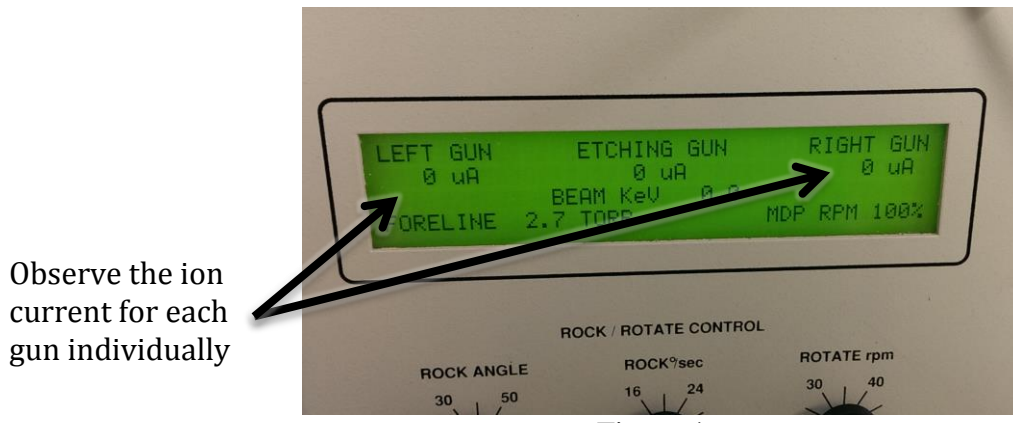 LEFT GUN ETCHING GUN RIGHT GUN
0 uA 0 uA 0 uA
BEAM KeV
FORELINE 2.7 TORR MDP RPM 100%
Observe the ion
current for each
gun individually
ROCK / ROTATE CONTROL
ROCK ANGLE ROCK°/sec ROTATE rpm
30 50 16 24 30 40